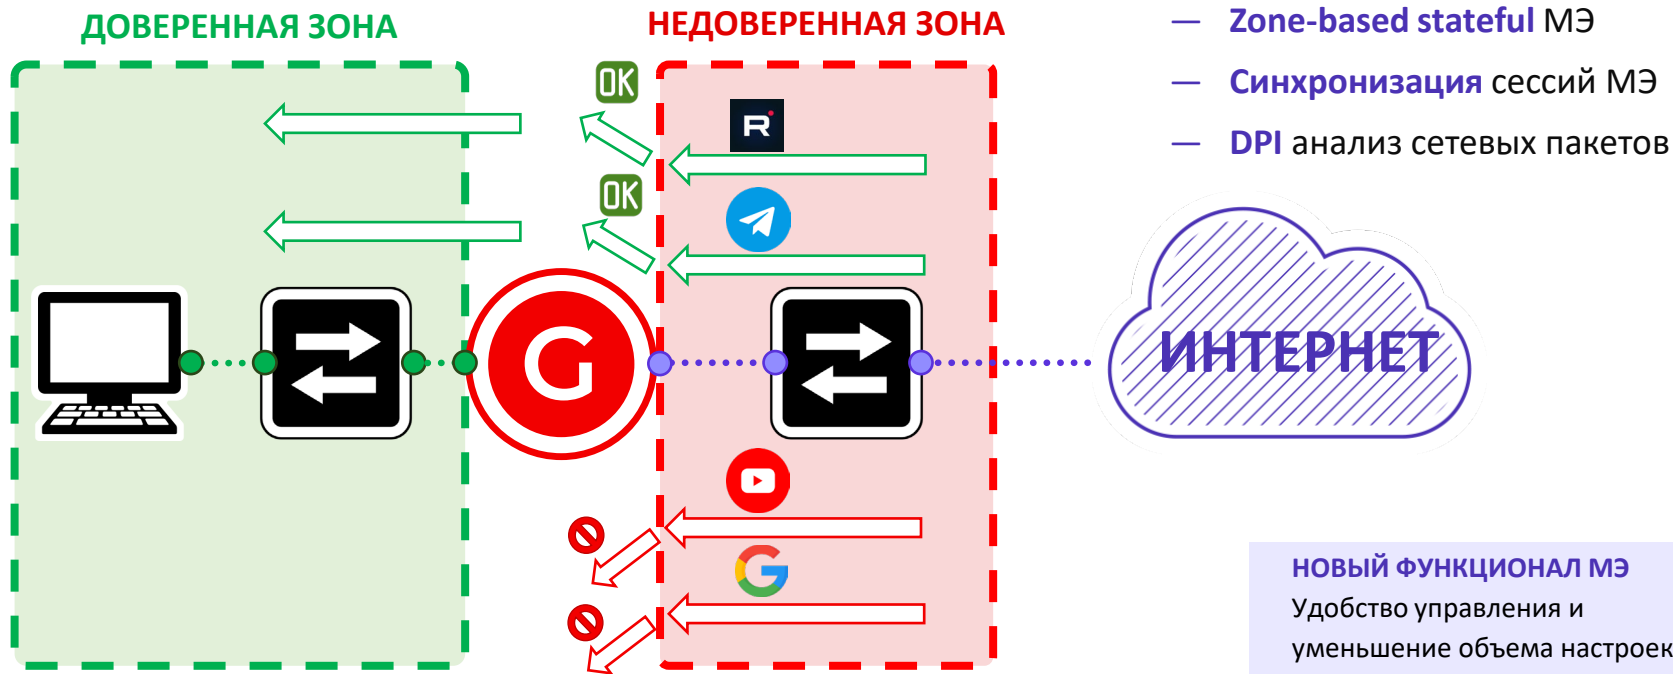 ДОВЕРЕННАЯ ЗОНА
НЕДОВЕРЕННАЯ ЗОНА
— Zone-based stateful МЭ
— Синхронизация сессий МЭ
— DPI анализ сетевых пакетов
OK
R
OK
G
ИНТЕРНЕТ
G
НОВЫЙ ФУНКЦИОНАЛ МЭ
Удобство управления и
уменьшение объема настроек